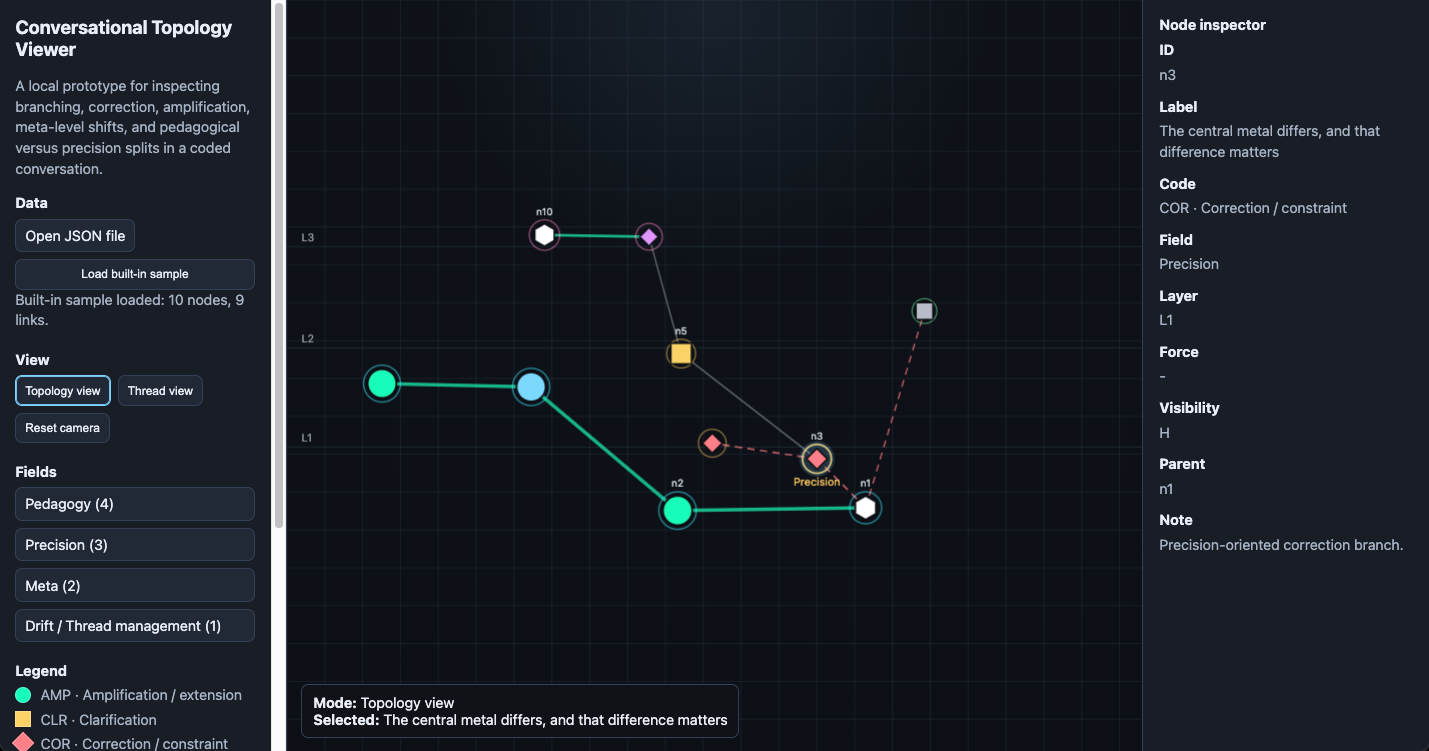 Conversational Topology
Viewer
A local prototype for inspecting
branching, correction, amplification,
meta-level shifts, and pedagogical
versus precision splits in a coded
conversation.
Data
Open JSON file
Load built-in sample
Built-in sample loaded: 10 nodes, 9
links.
View
Topology view
Thread view
Reset camera
Fields
Pedagogy (4)
Precision (3)
Meta (2)
Drift / Thread management (1)
Legend
AMP · Amplification / extension
CLR · Clarification
COR · Correction / constraint
n10
L3
L2
n5
L1
n3
Precision
n2
n1
Mode: Topology view
Selected: The central metal differs, and that difference matters
Node inspector
ID
n3
Label
The central metal differs, and that
difference matters
Code
COR · Correction / constraint
Field
Precision
Layer
L1
Force
-
Visibility
H
Parent
n1
Note
Precision-oriented correction branch.